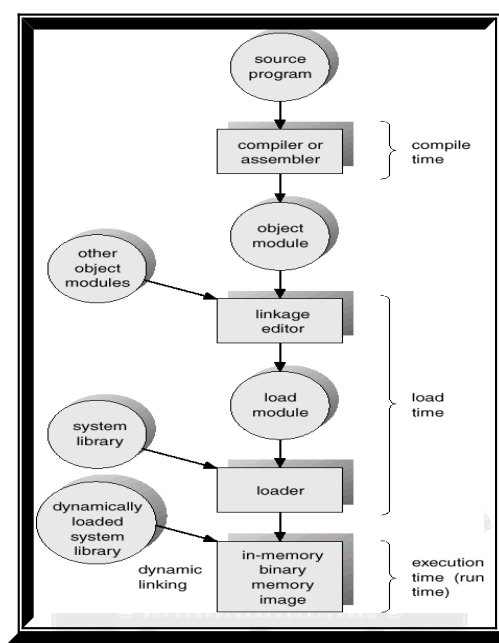 source
program
compiler or
assembler
compile
time
object
module
other
object
modules
linkage
editor
load
module
load
time
system
library
loader
dynamically
loaded
system
library
dynamic
linking
in-memory
binary
memory
image
execution
time (run
time)